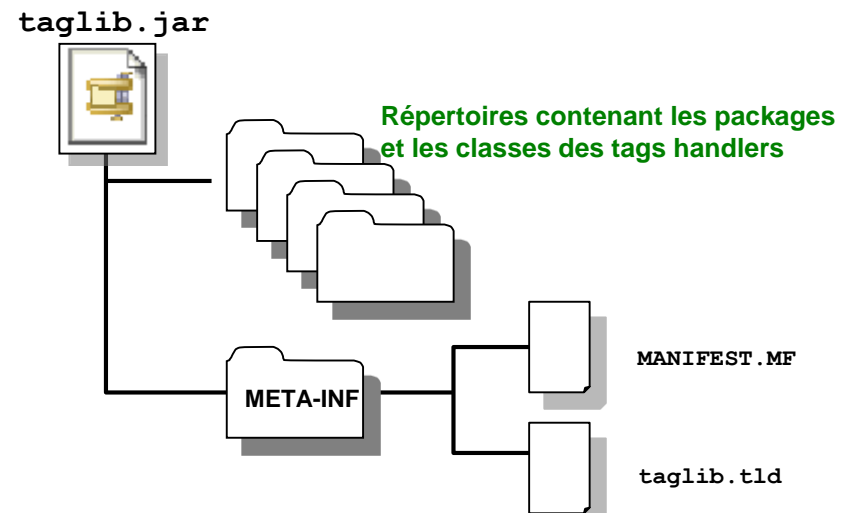 taglib.jar
Répertoires contenant les packages
et les classes des tags handlers
META-INF
MANIFEST.MF
taglib.tld